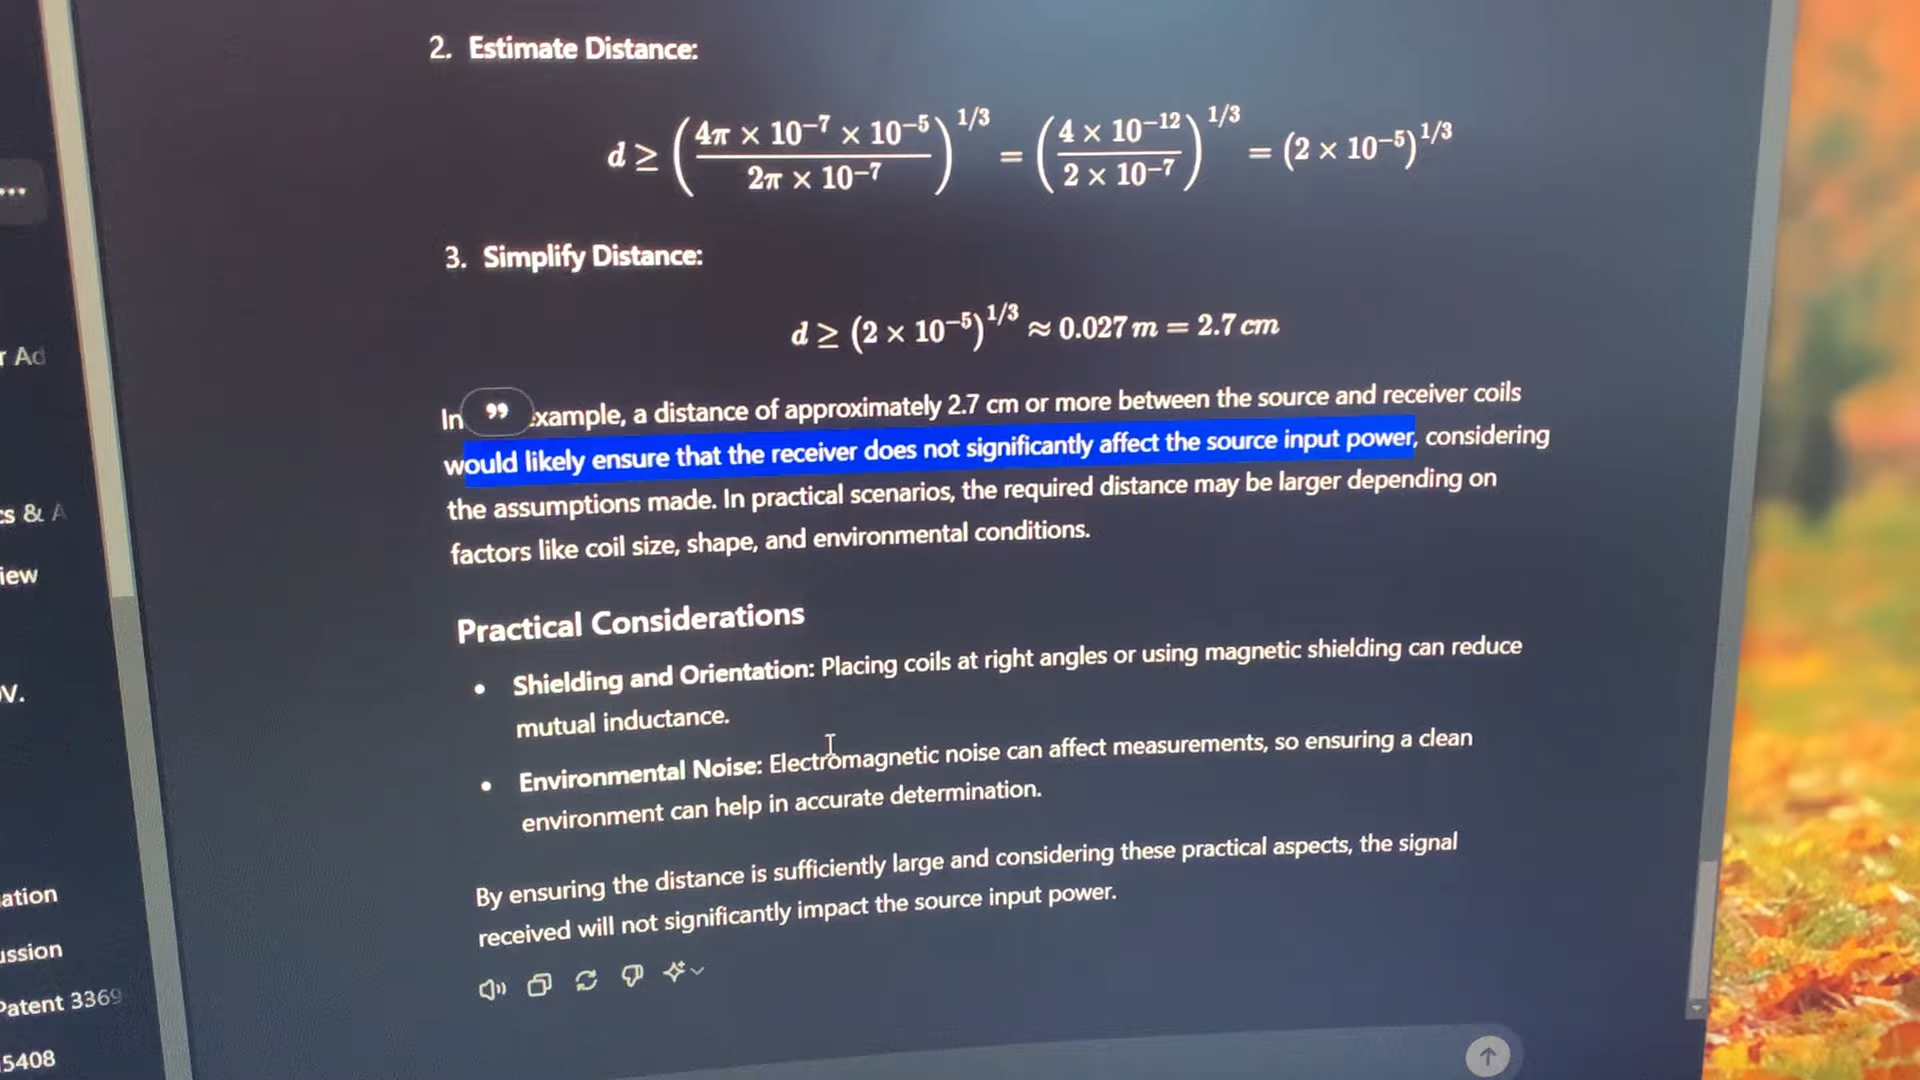 2. Estimate Distance:
d ≥ (4π × 10⁻⁷ × 10⁻⁵ / 2π × 10⁻⁷)^1/3 = (4 × 10⁻¹² / 2 × 10⁻⁷)^1/3 = (2 × 10⁻⁵)^1/3
3. Simplify Distance:
d ≥ (2 × 10⁻⁵)^1/3 ≈ 0.027 m = 2.7 cm
In xample, a distance of approximately 2.7 cm or more between the source and receiver coils
would likely ensure that the receiver does not significantly affect the source input power, considering
the assumptions made. In practical scenarios, the required distance may be larger depending on
factors like coil size, shape, and environmental conditions.
Practical Considerations
• Shielding and Orientation: Placing coils at right angles or using magnetic shielding can reduce
mutual inductance.
• Environmental Noise: Electromagnetic noise can affect measurements, so ensuring a clean
environment can help in accurate determination.
By ensuring the distance is sufficiently large and considering these practical aspects, the signal
received will not significantly impact the source input power.
r Ad
cs & A
iew
V.
ation
ussion
Patent 3369
5408